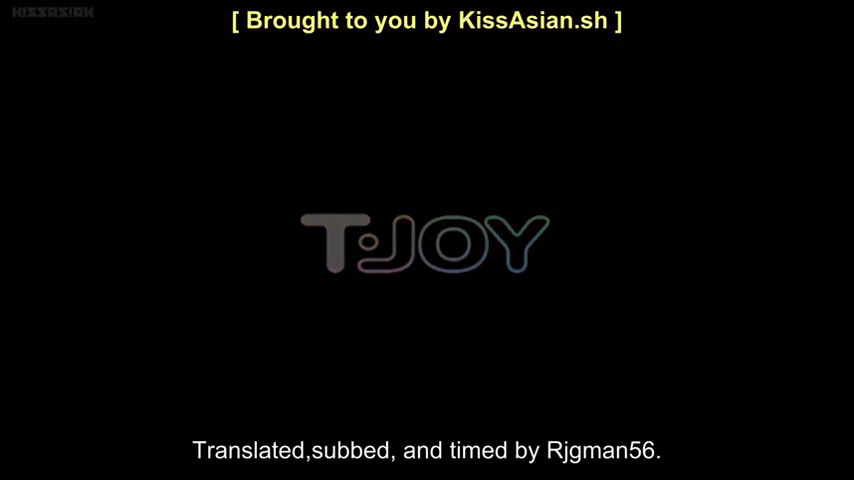 KISSASIAN
[ Brought to you by KissAsian.sh ]
T·JOY
Translated,subbed, and timed by Rjgman56.